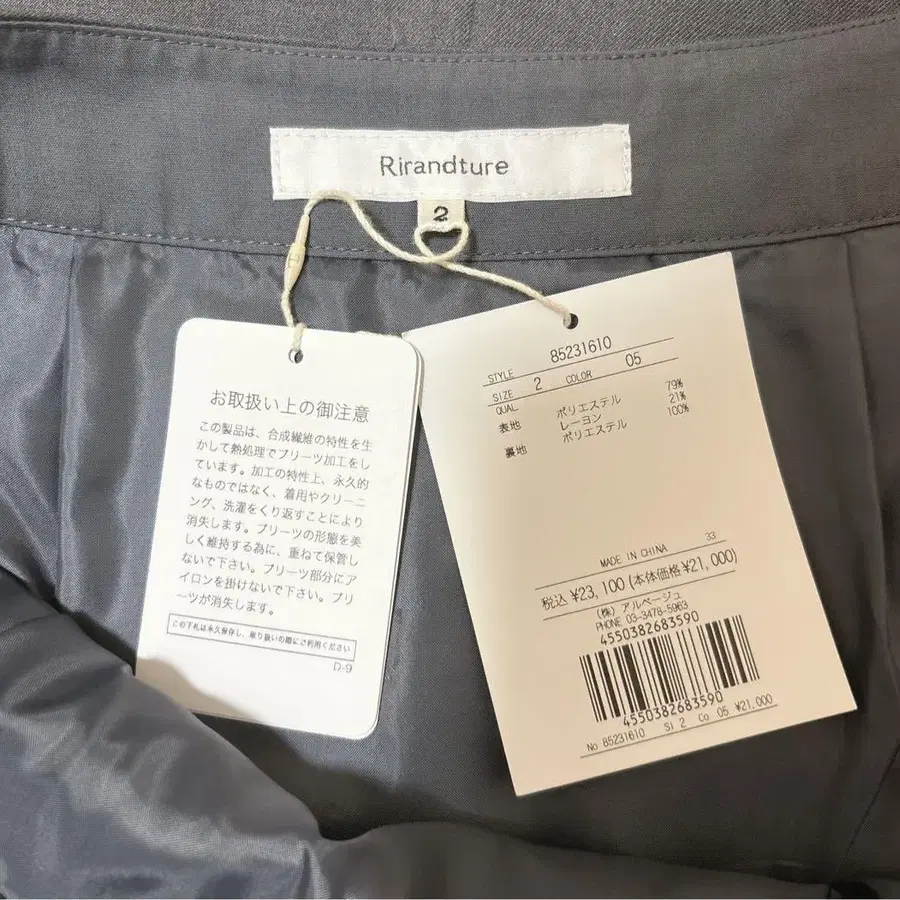 Rirandture
2
お取扱い上の御注意
この製品は、合成繊維の特性を生
かして熱処理でプリーツ加工をし
ています。加工の特性上、永久的
なものではなく、着用やクリーニ
ング、洗濯をくり返すことにより
消失します。プリーツの形態を美
しく維持する為に、重ねて保管し
ないで下さい。プリーツ部分にア
イロンを掛けないで下さい。プリ
ーツが消失します。
この下札は永久保存し、取り扱いの際にご利用ください
D-9
STYLE 85231610
SIZE 2 COLOR 05
QUAL
表地 ポリエステル 79%
レーヨン 21%
裏地 ポリエステル 100%
MADE IN CHINA 33
税込 ¥23,100(本体価格¥21,000)
(株) アルページュ
PHONE 03-3478-5963
4550382683590
4550382683590
No 85231610 SI 2 Co 05 ¥21,000